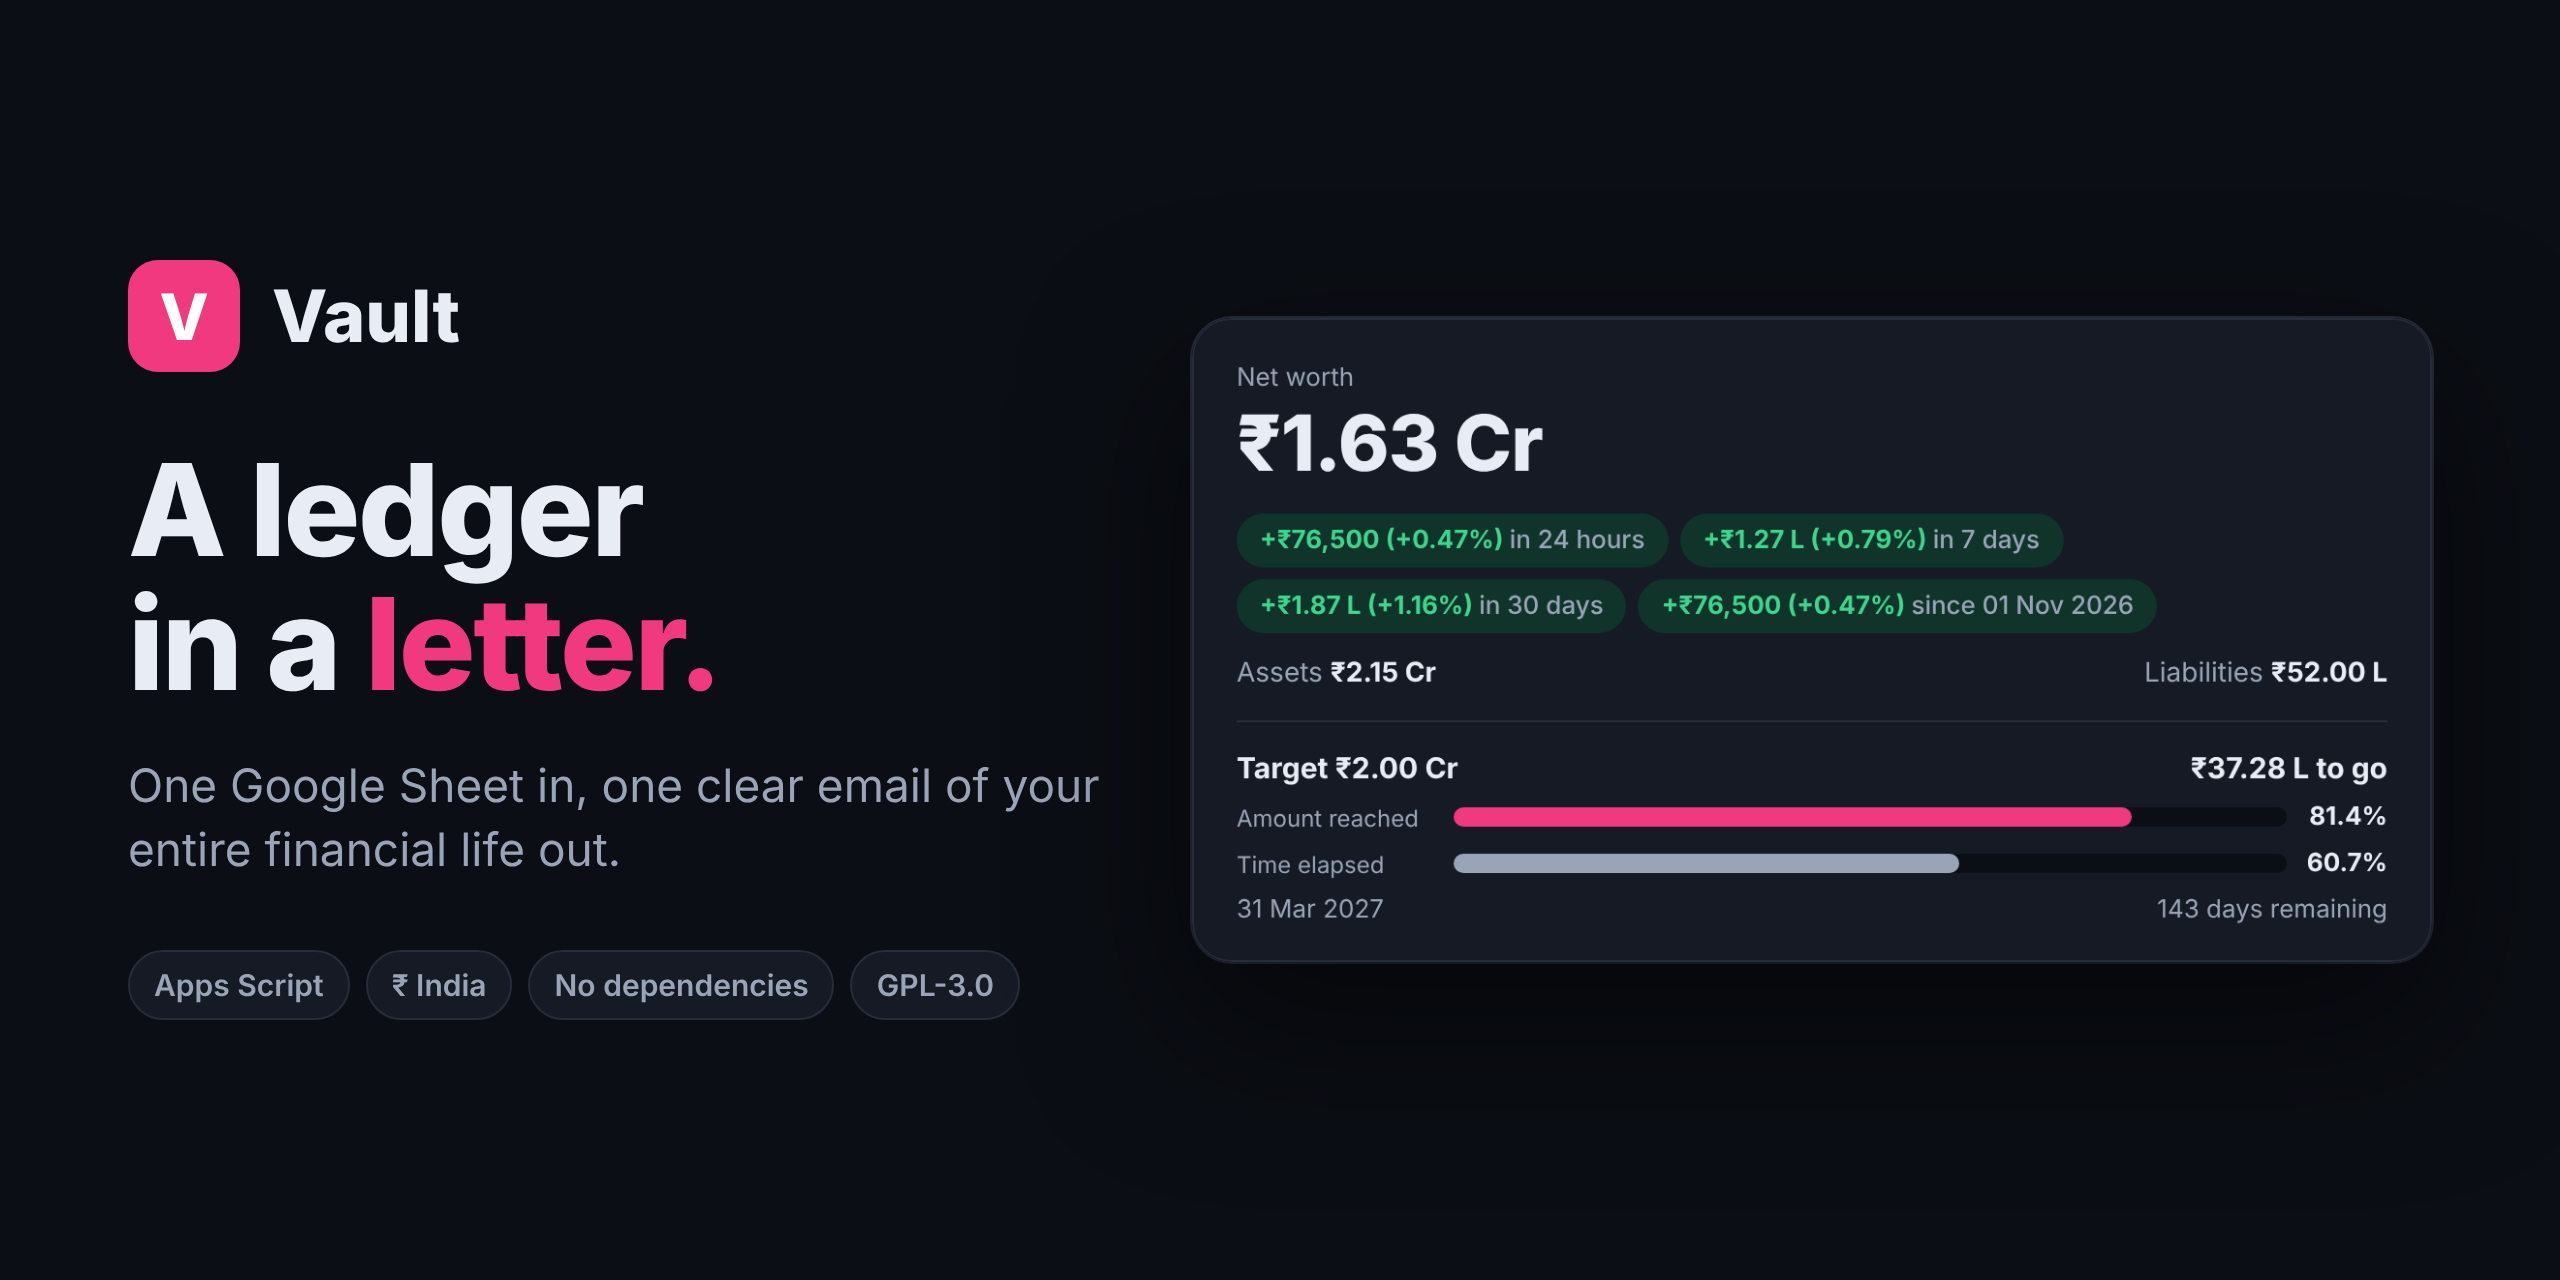 V Vault
A ledger
in a letter.
One Google Sheet in, one clear email of your
entire financial life out.
Apps Script ₹ India No dependencies GPL-3.0
Net worth
₹1.63 Cr
+₹76,500 (+0.47%) in 24 hours +₹1.27 L (+0.79%) in 7 days
+₹1.87 L (+1.16%) in 30 days +₹76,500 (+0.47%) since 01 Nov 2026
Assets ₹2.15 Cr Liabilities ₹52.00 L
Target ₹2.00 Cr ₹37.28 L to go
Amount reached 81.4%
Time elapsed 60.7%
31 Mar 2027 143 days remaining